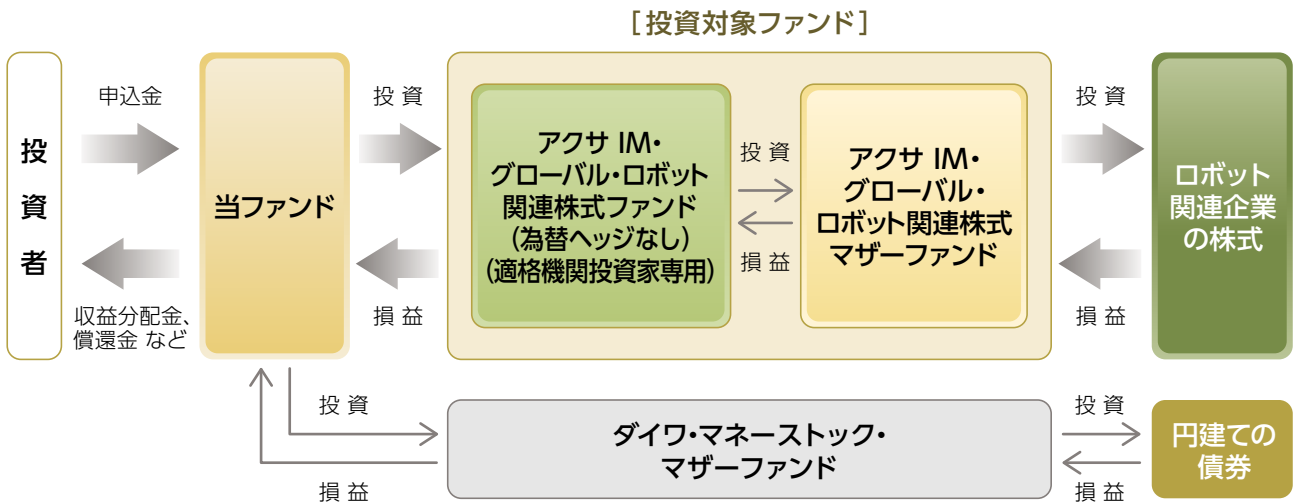 [投資対象ファンド]
投資者
申込金
収益分配金、
償還金 など
当ファンド
投 資
損 益
アクサ IM・
グローバル・ロボット
関連株式ファンド
(為替ヘッジなし)
(適格機関投資家専用)
投 資
損 益
アクサ IM・
グローバル・
ロボット関連株式
マザーファンド
投 資
損 益
ロボット
関連企業
の株式
投 資
損 益
ダイワ・マネーストック・
マザーファンド
投 資
損 益
円建ての
債券